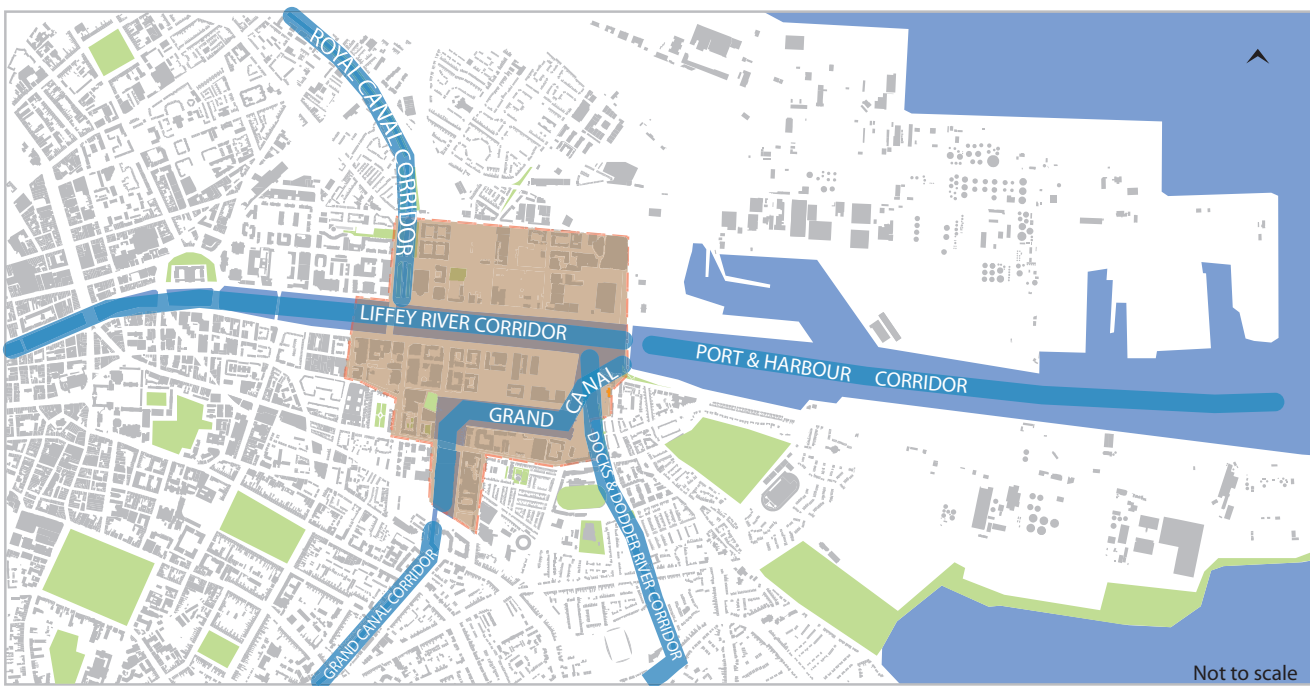 ROYAL CANAL CORRIDOR
LIFFEY RIVER CORRIDOR
PORT & HARBOUR CORRIDOR
GRAND CANAL
DOCKS & DODDER RIVER CORRIDOR
GRAND CANAL CORRIDOR
Not to scale